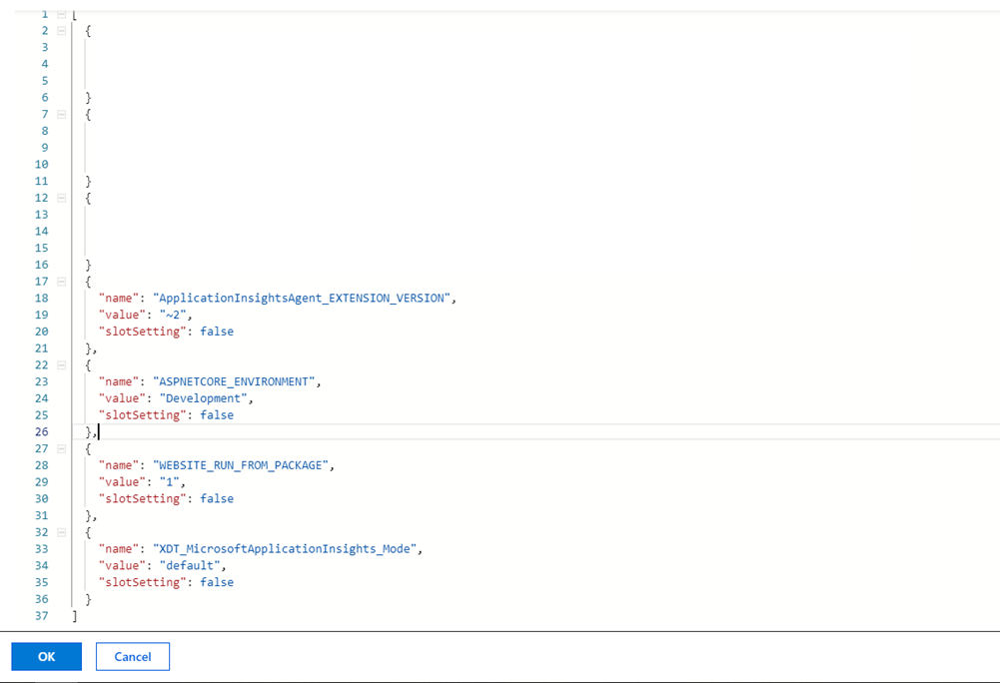 1 [
2 {
3
4
5
6 }
7 {
8
9
10
11 }
12 {
13
14
15
16 }
17 {
18 "name": "ApplicationInsightsAgent_EXTENSION_VERSION",
19 "value": "~2",
20 "slotSetting": false
21 },
22 {
23 "name": "ASPNETCORE_ENVIRONMENT",
24 "value": "Development",
25 "slotSetting": false
26 },
27 {
28 "name": "WEBSITE_RUN_FROM_PACKAGE",
29 "value": "1",
30 "slotSetting": false
31 },
32 {
33 "name": "XDT_MicrosoftApplicationInsights_Mode",
34 "value": "default",
35 "slotSetting": false
36 }
37 ]
OK Cancel